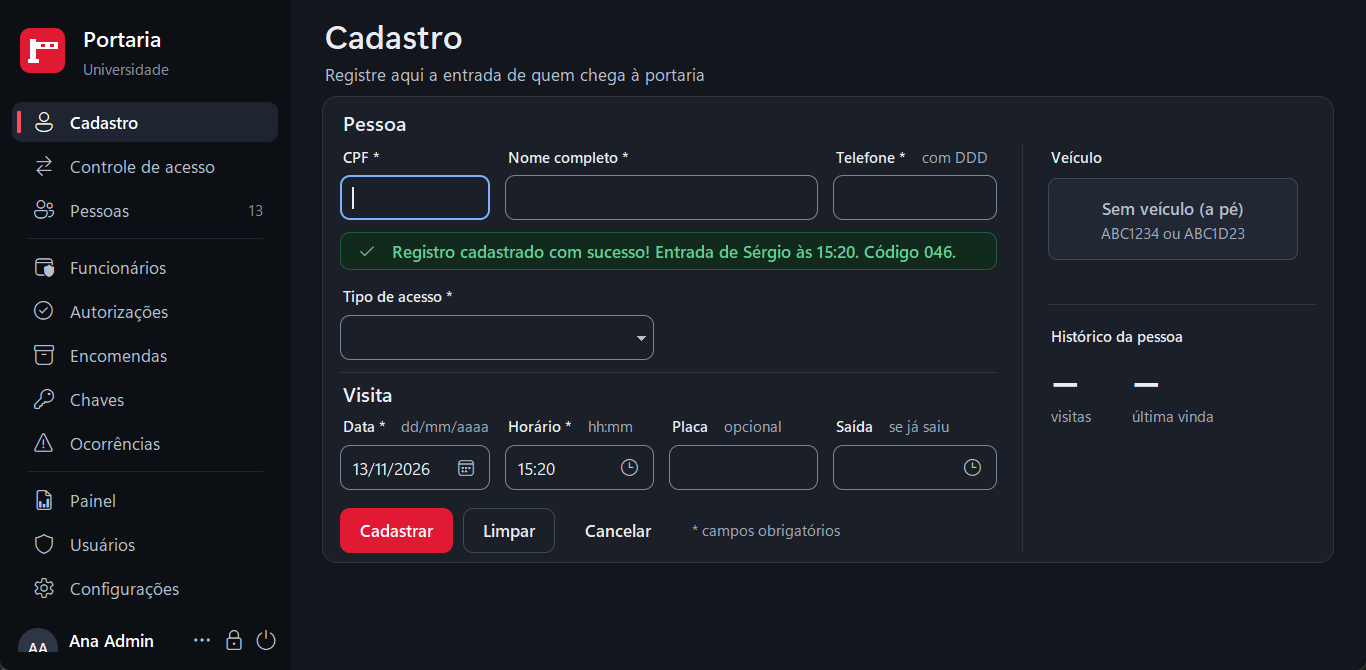 Portaria
Universidade
Cadastro
Controle de acesso
Pessoas 13
Funcionários
Autorizações
Encomendas
Chaves
Ocorrências
Painel
Usuários
Configurações
AA Ana Admin
Cadastro
Registre aqui a entrada de quem chega à portaria
Pessoa
CPF * Nome completo * Telefone * com DDD
Registro cadastrado com sucesso! Entrada de Sérgio às 15:20. Código 046.
Tipo de acesso *
Visita
Data * dd/mm/aaaa Horário * hh:mm Placa opcional Saída se já saiu
13/11/2026 15:20
Cadastrar Limpar Cancelar * campos obrigatórios
Veículo
Sem veículo (a pé)
ABC1234 ou ABC1D23
Histórico da pessoa
— —
visitas última vinda